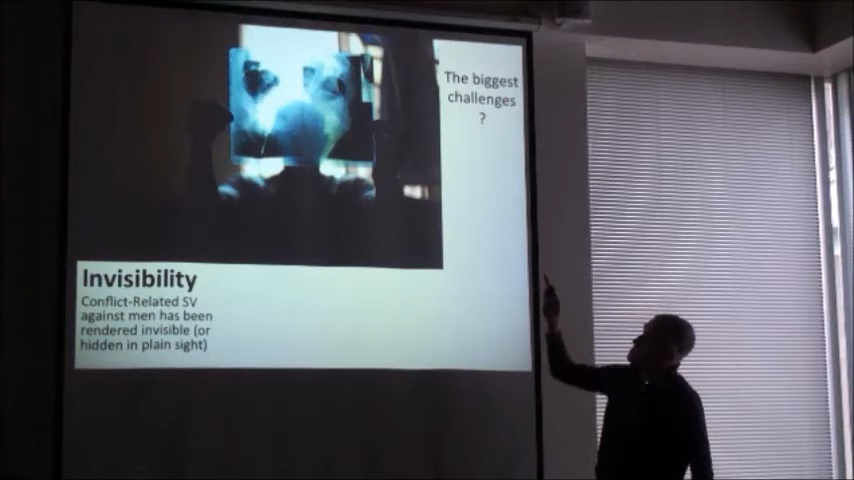 The biggest
challenges
?
Invisibility
Conflict-Related SV
against men has been
rendered invisible (or
hidden in plain sight)